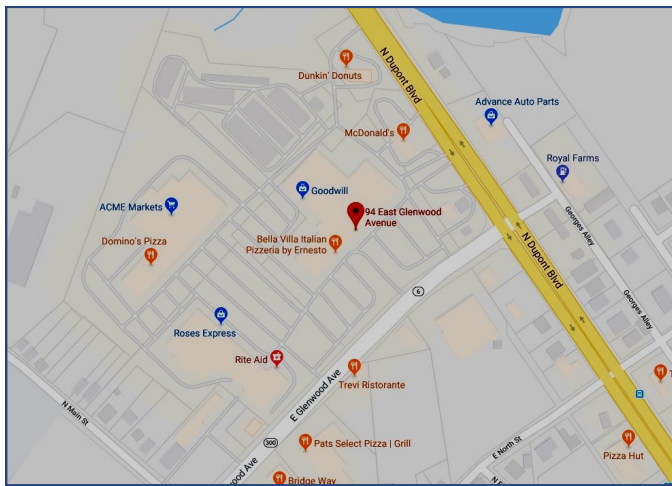 Dunkin' Donuts
N Dupont Blvd
McDonald's
Advance Auto Parts
Royal Farms
Goodwill
ACME Markets
94 East Glenwood
Avenue
Domino's Pizza
Bella Villa Italian
Pizzeria by Ernesto
Georges Alley
N Dupont Blvd
6
Georges Alley
Roses Express
Rite Aid
E Glenwood Ave
Trevi Ristorante
N Main St
300
Pats Select Pizza | Grill
E North St
Pizza Hut
Bridge Way